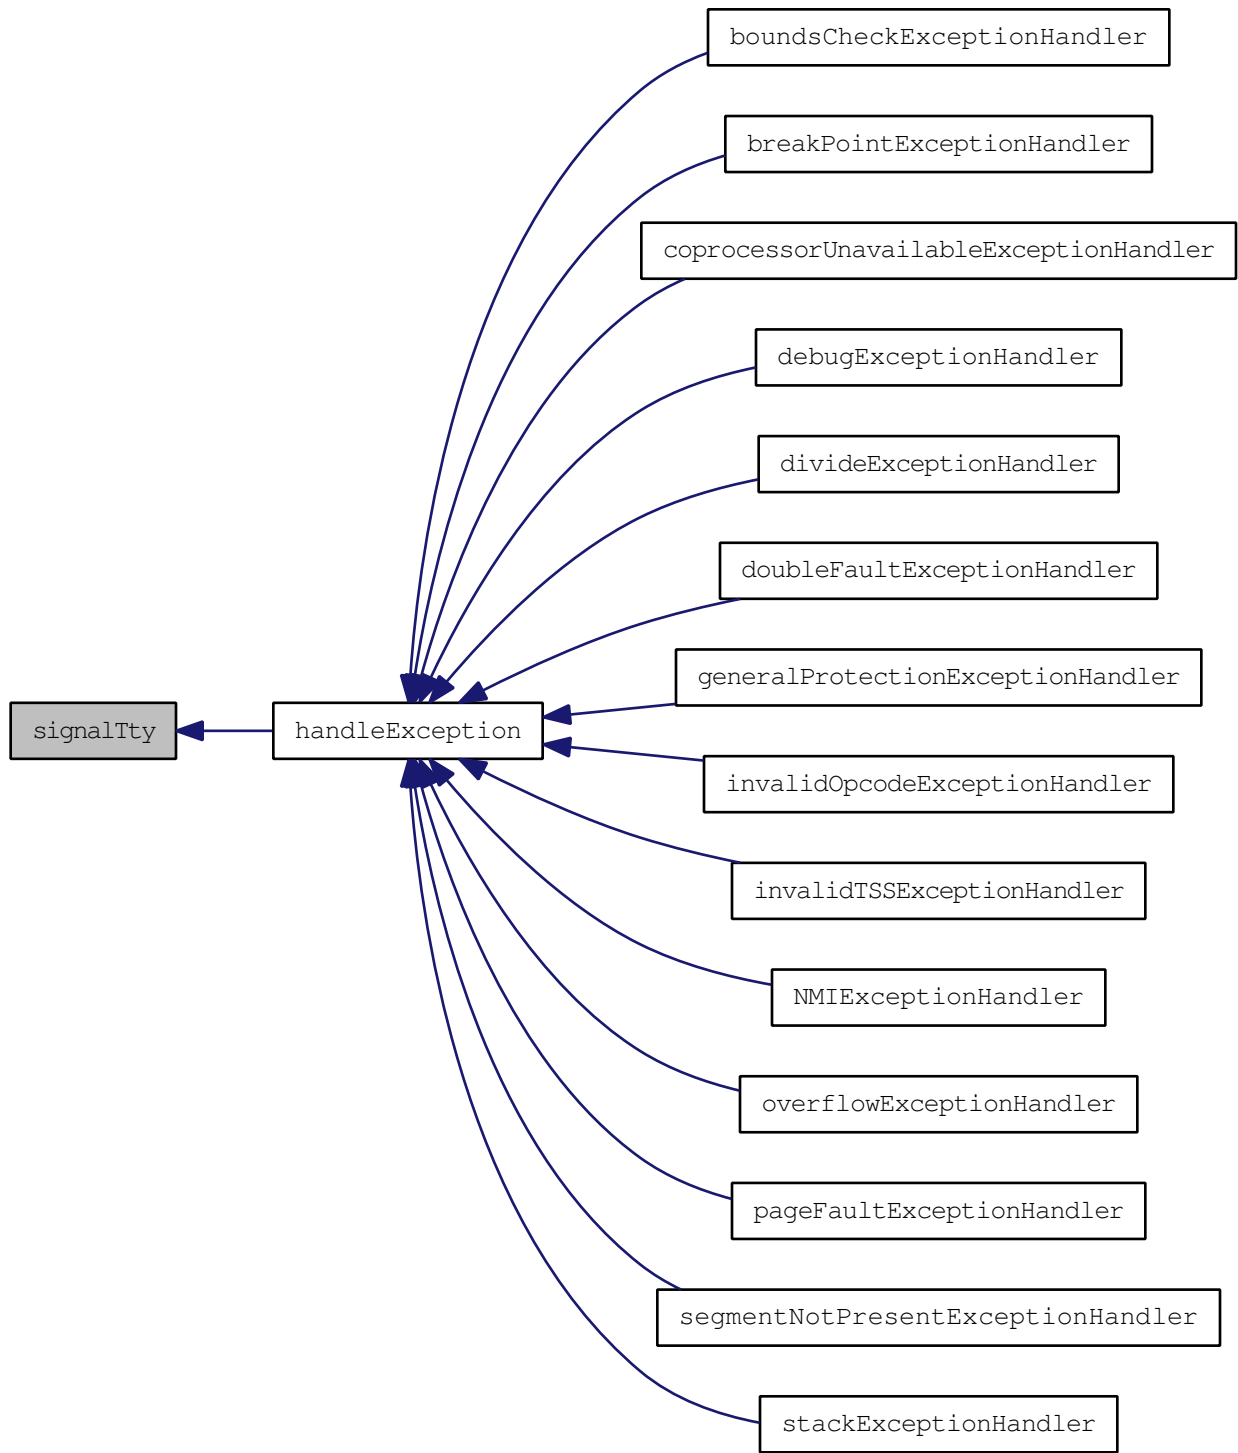 boundsCheckExceptionHandler
breakPointExceptionHandler
coprocessorUnavailableExceptionHandler
debugExceptionHandler
divideExceptionHandler
doubleFaultExceptionHandler
generalProtectionExceptionHandler
signalTty
handleException
invalidOpcodeExceptionHandler
invalidTSSExceptionHandler
NMIExceptionHandler
overflowExceptionHandler
pageFaultExceptionHandler
segmentNotPresentExceptionHandler
stackExceptionHandler